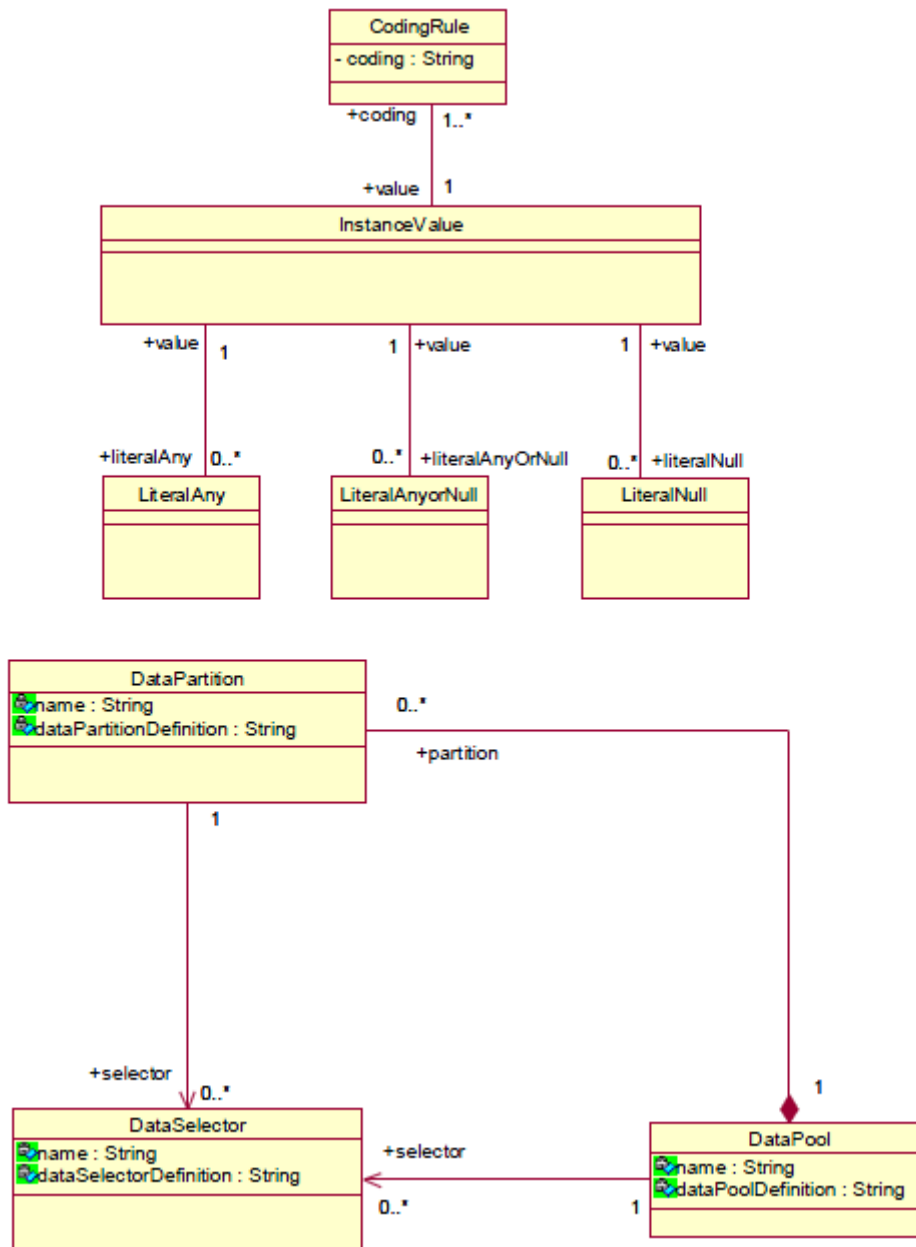 CodingRule
- coding : String
+coding
1..*
+value
1
InstanceValue
+value
1
1
+value
1
+value
+literalAny
0..*
0..*
+literalAnyOrNull
0..*
+literalNull
LiteralAny
LiteralAnyorNull
LiteralNull
DataPartition
name : String
dataPartitionDefinition : String
0..*
+partition
1
+selector
0..*
1
DataSelector
name : String
dataSelectorDefinition : String
+selector
0..*
1
DataPool
name : String
dataPoolDefinition : String